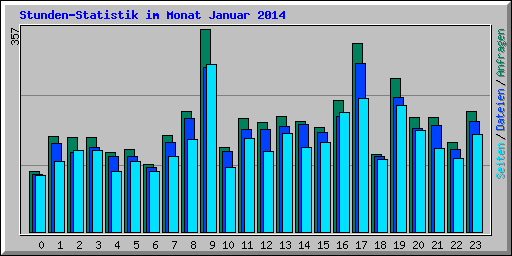 Stunden-Statistik im Monat Januar 2014
357
Seiten / Dateien / Anfragen
0 1 2 3 4 5 6 7 8 9 10 11 12 13 14 15 16 17 18 19 20 21 22 23